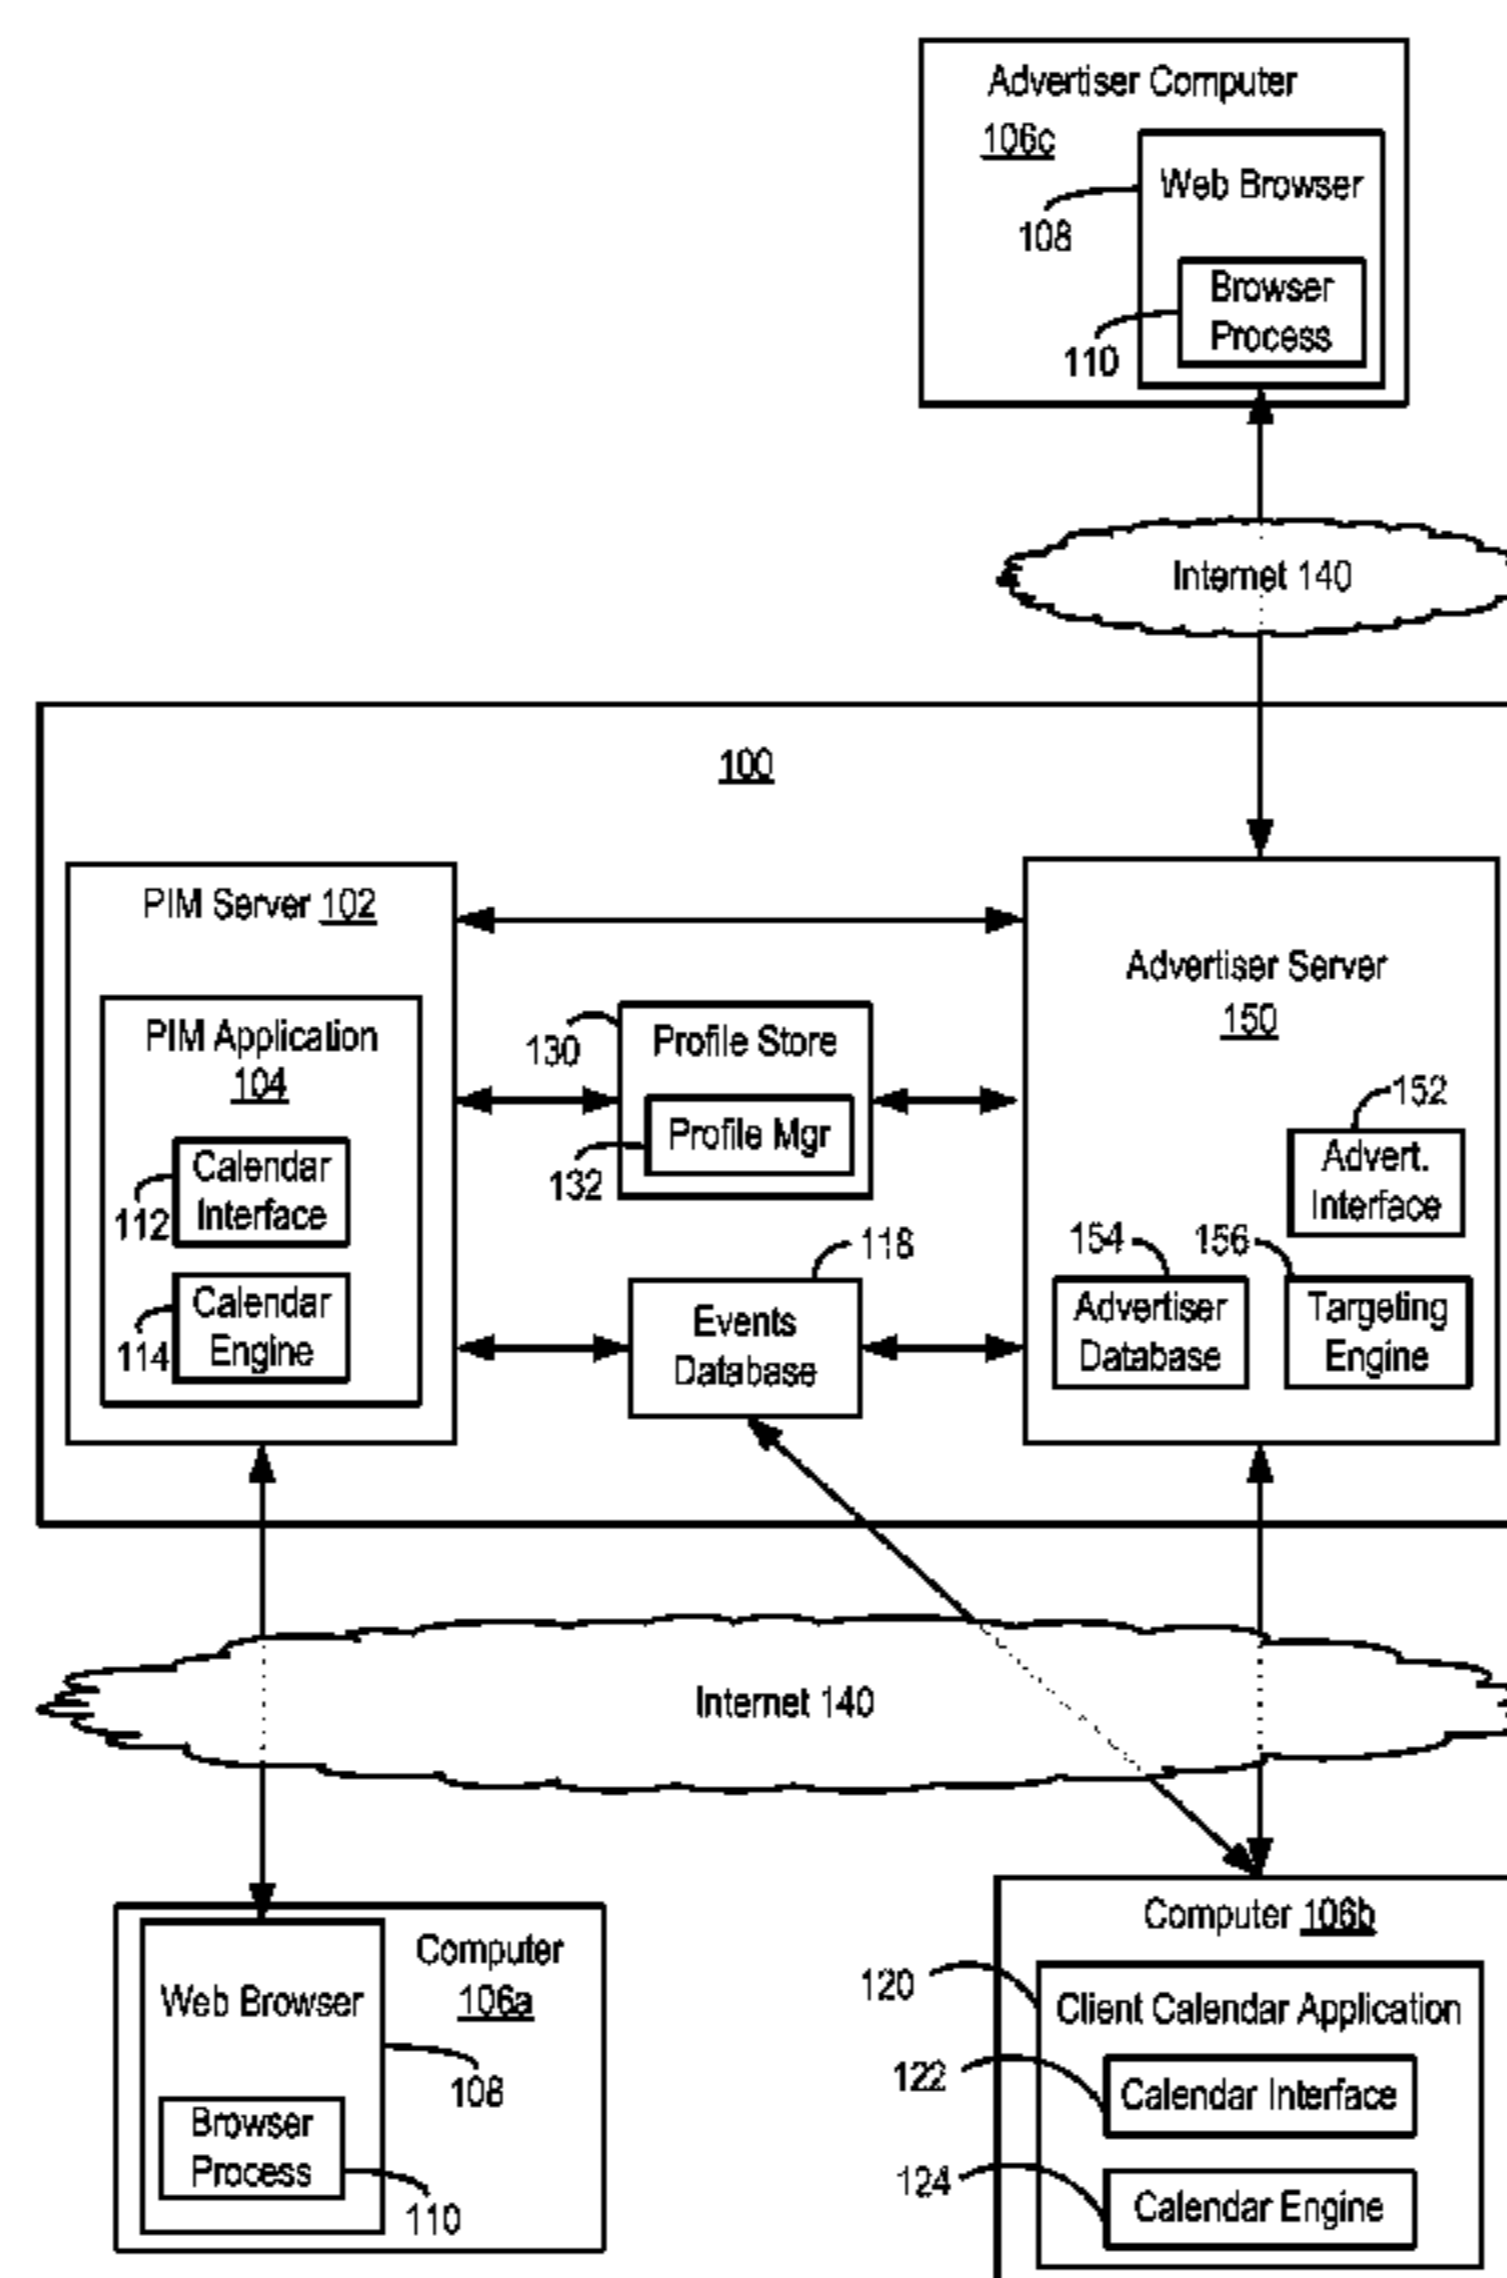 Advertiser Computer
106c
Web Browser
108
Browser
Process
110
Internet 140
100
PIM Server 102
Advertiser Server
150
PIM Application
104
130
Profile Store
Profile Mgr
132
152
Advert.
Interface
Calendar
Interface
112
118
154
156
Calendar
Engine
114
Events
Database
Advertiser
Database
Targeting
Engine
Internet 140
Computer
106a
Web Browser
108
Browser
Process
110
Computer 106b
120
Client Calendar Application
122
Calendar Interface
124
Calendar Engine